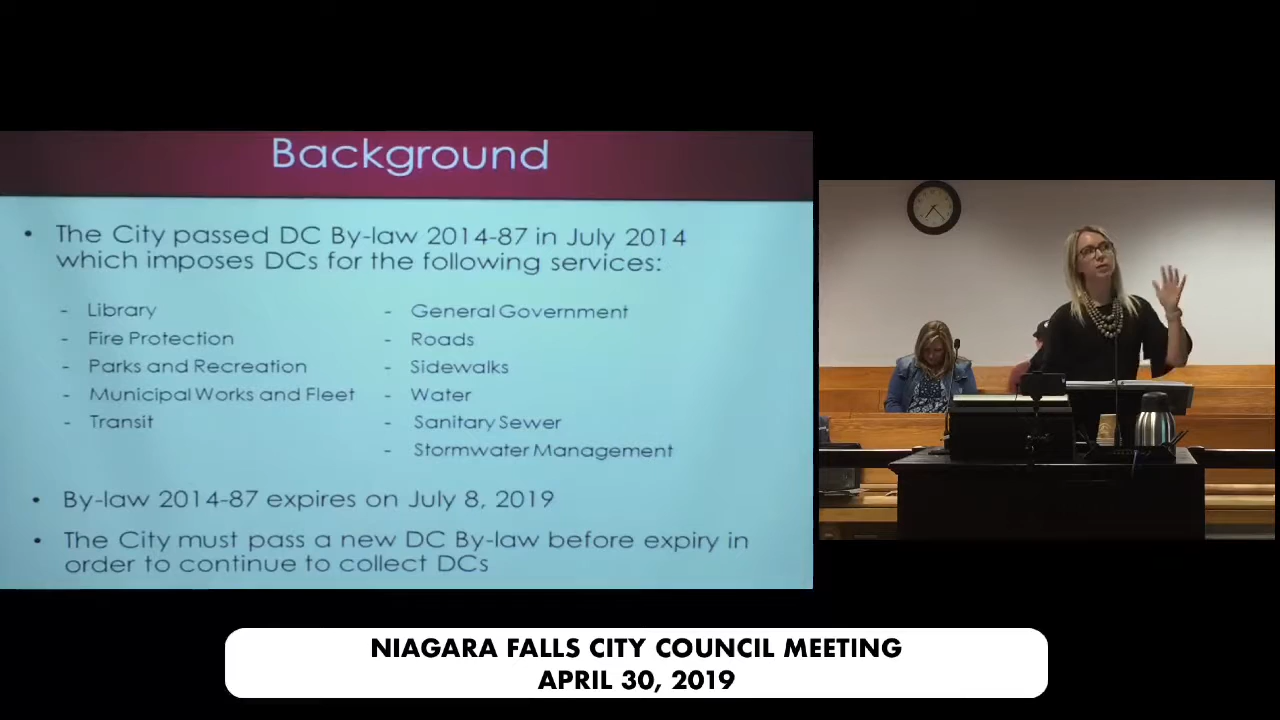 Background
• The City passed DC By-law 2014-87 in July 2014
which imposes DCs for the following services:
- Library
- Fire Protection
- Parks and Recreation
- Municipal Works and Fleet
- Transit
- General Government
- Roads
- Sidewalks
- Water
- Sanitary Sewer
- Stormwater Management
• By-law 2014-87 expires on July 8, 2019
• The City must pass a new DC By-law before expiry in
order to continue to collect DCs
NIAGARA FALLS CITY COUNCIL MEETING
APRIL 30, 2019